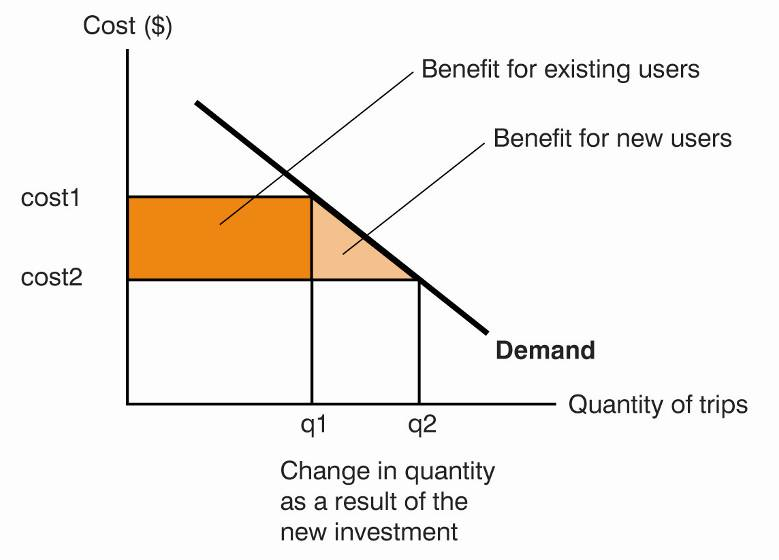 Cost ($)
Benefit for existing users
Benefit for new users
cost1
cost2
Demand
Quantity of trips
q1
q2
Change in quantity
as a result of the
new investment